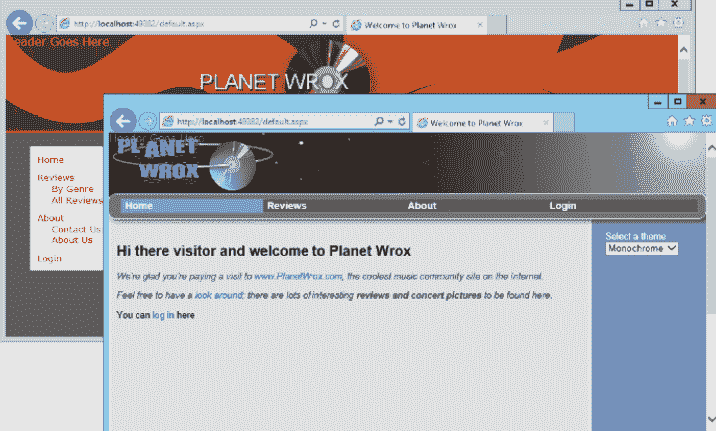 http://localhost:49382/default.aspx
Welcome to Planet Wrox
Header Goes Here
PLANET WROX
Home
Reviews
By Genre
All Reviews
About
Contact Us
About Us
Login
http://localhost:49382/default.aspx
Welcome to Planet Wrox
Header Goes Here
PLANET
WROX
Home Reviews About Login
Select a theme
Monochrome
Hi there visitor and welcome to Planet Wrox
We're glad you're paying a visit to www.PlanetWrox.com, the coolest music community site on the Internet.
Feel free to have a look around; there are lots of interesting reviews and concert pictures to be found here.
You can log in here